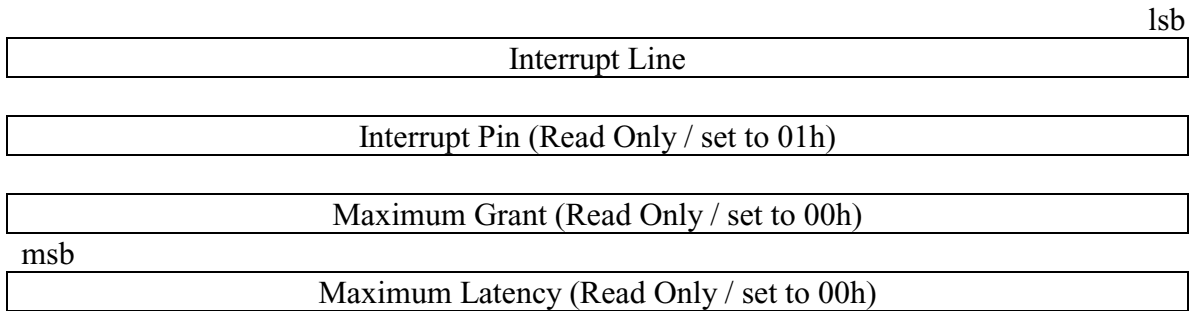 lsb
Interrupt Line
Interrupt Pin (Read Only / set to 01h)
Maximum Grant (Read Only / set to 00h)
msb
Maximum Latency (Read Only / set to 00h)